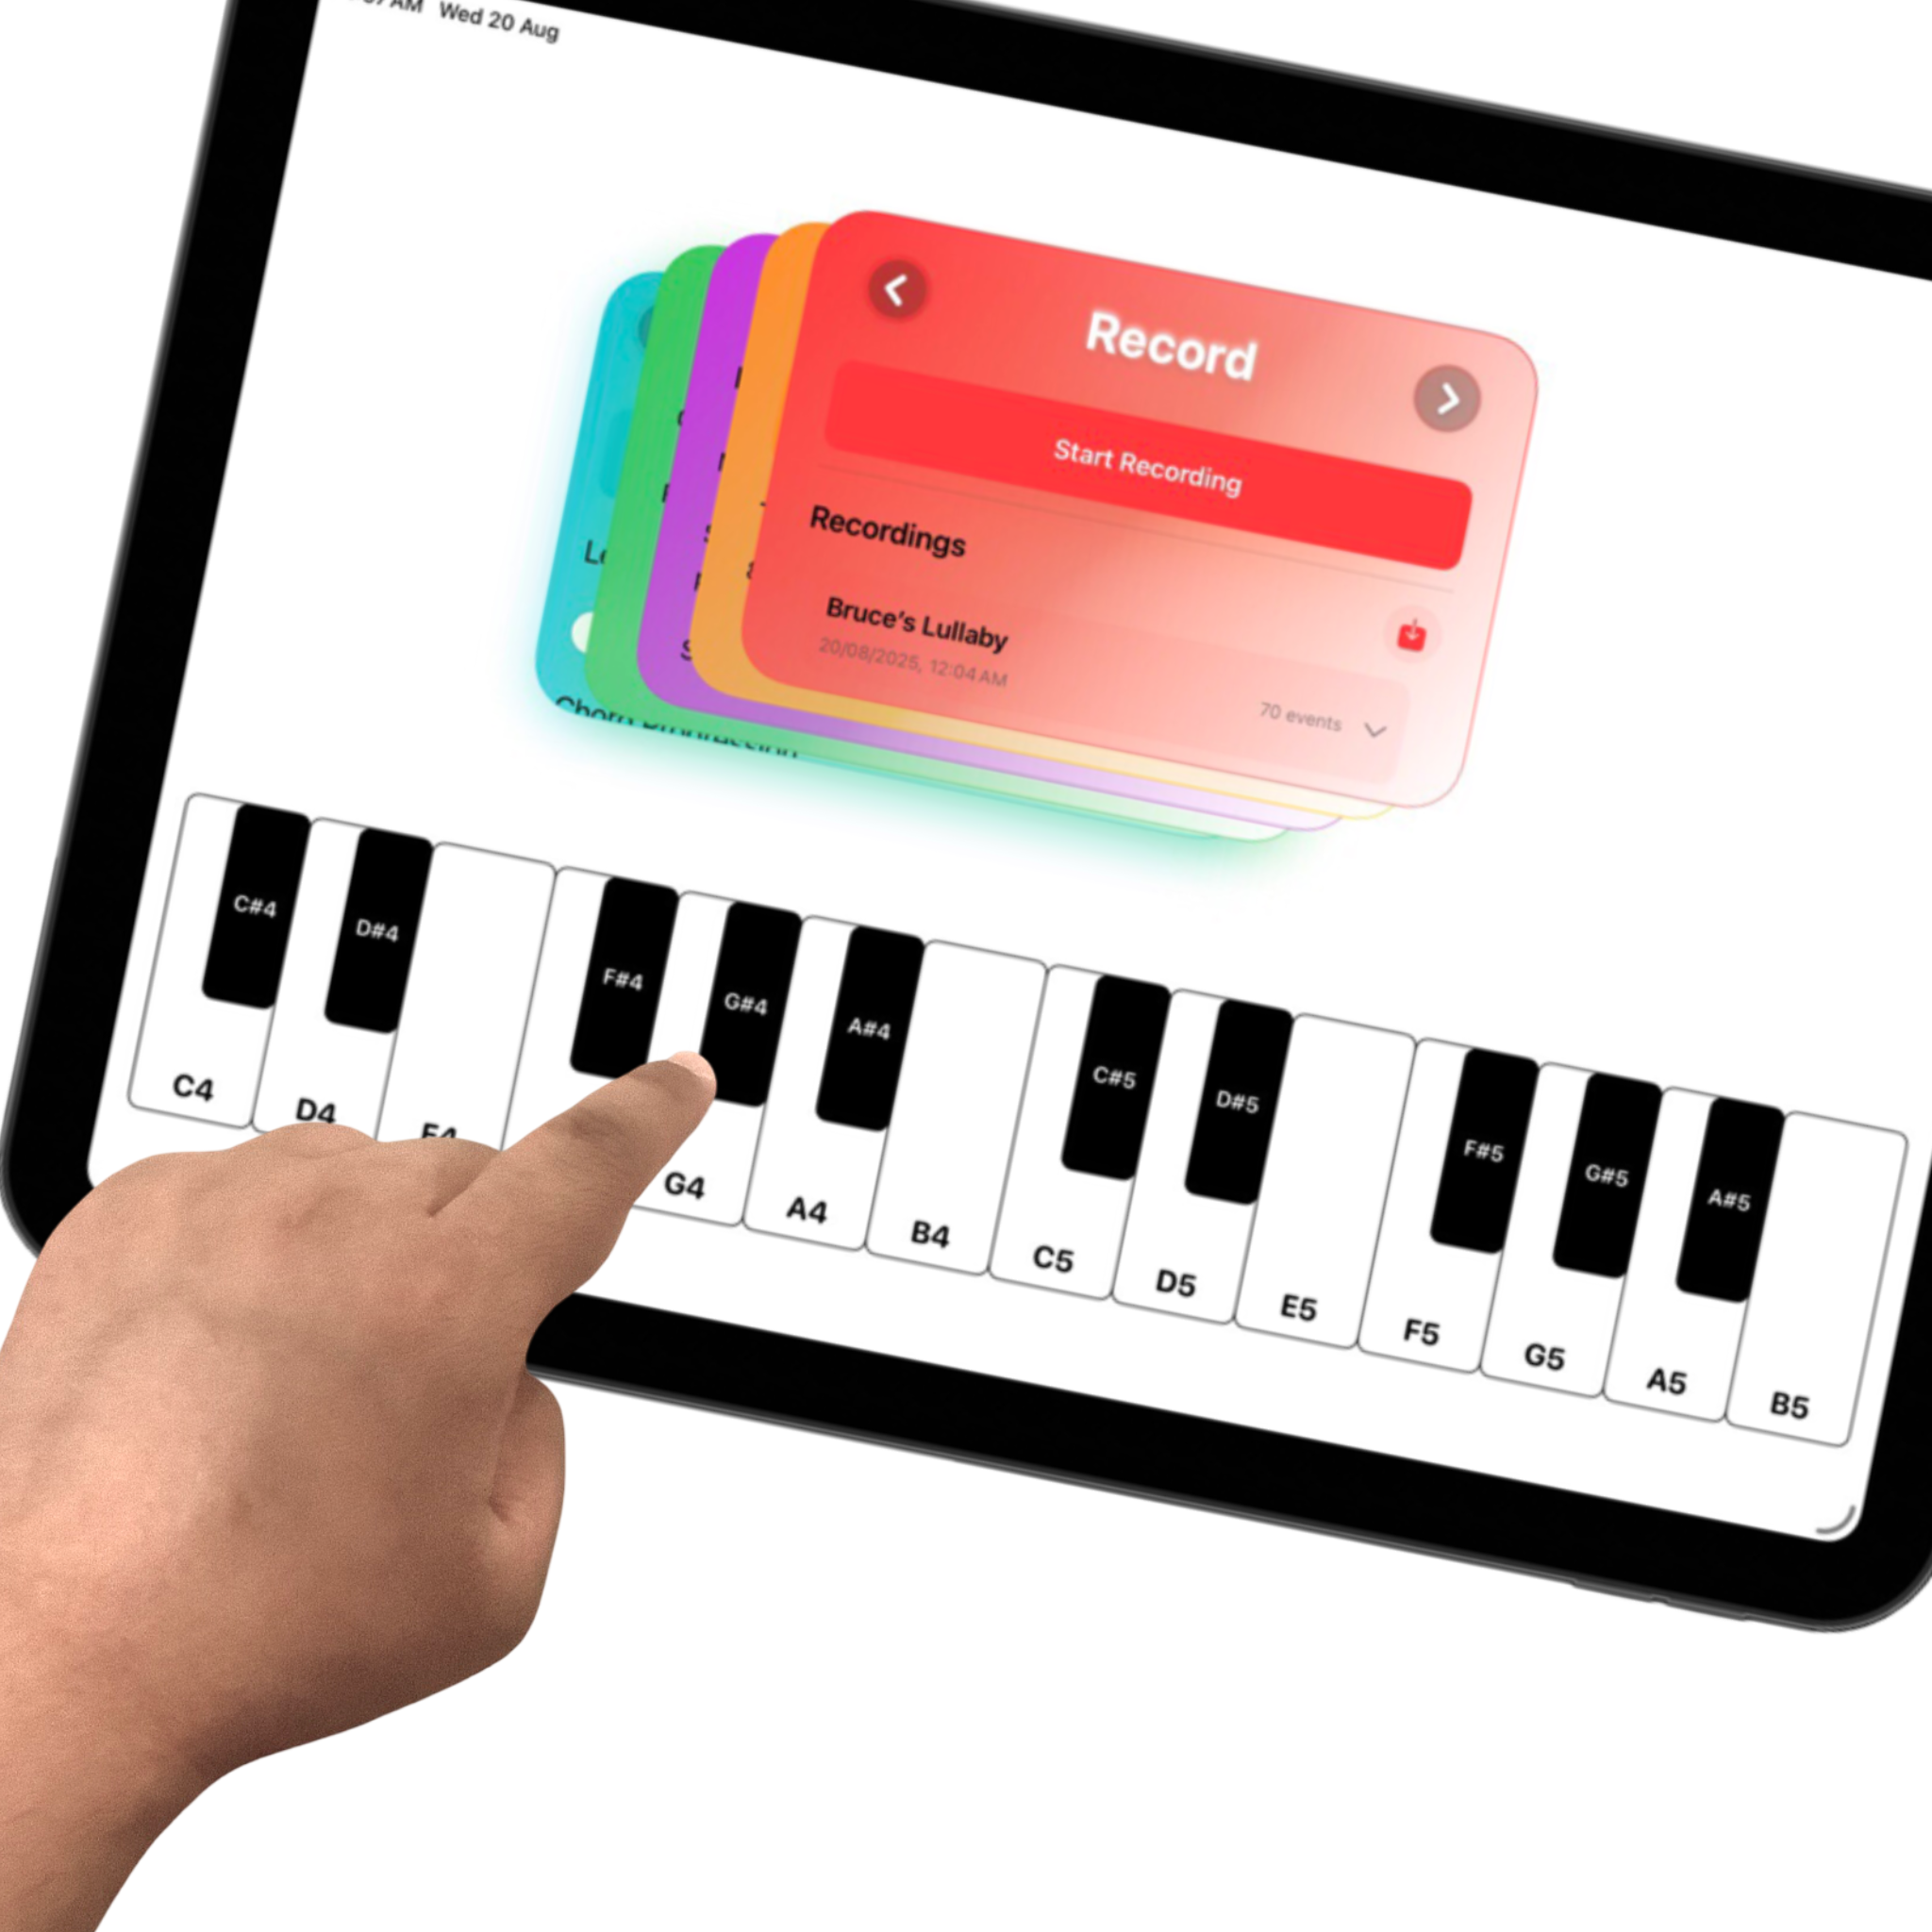 AM Wed 20 Aug
Record
Start Recording
Recordings
Bruce’s Lullaby
20/08/2025, 12:04 AM
70 events
Chord Progression
C#4 D#4 F#4 G#4 A#4 C#5 D#5 F#5 G#5 A#5
C4 D4 E4 G4 A4 B4 C5 D5 E5 F5 G5 A5 B5